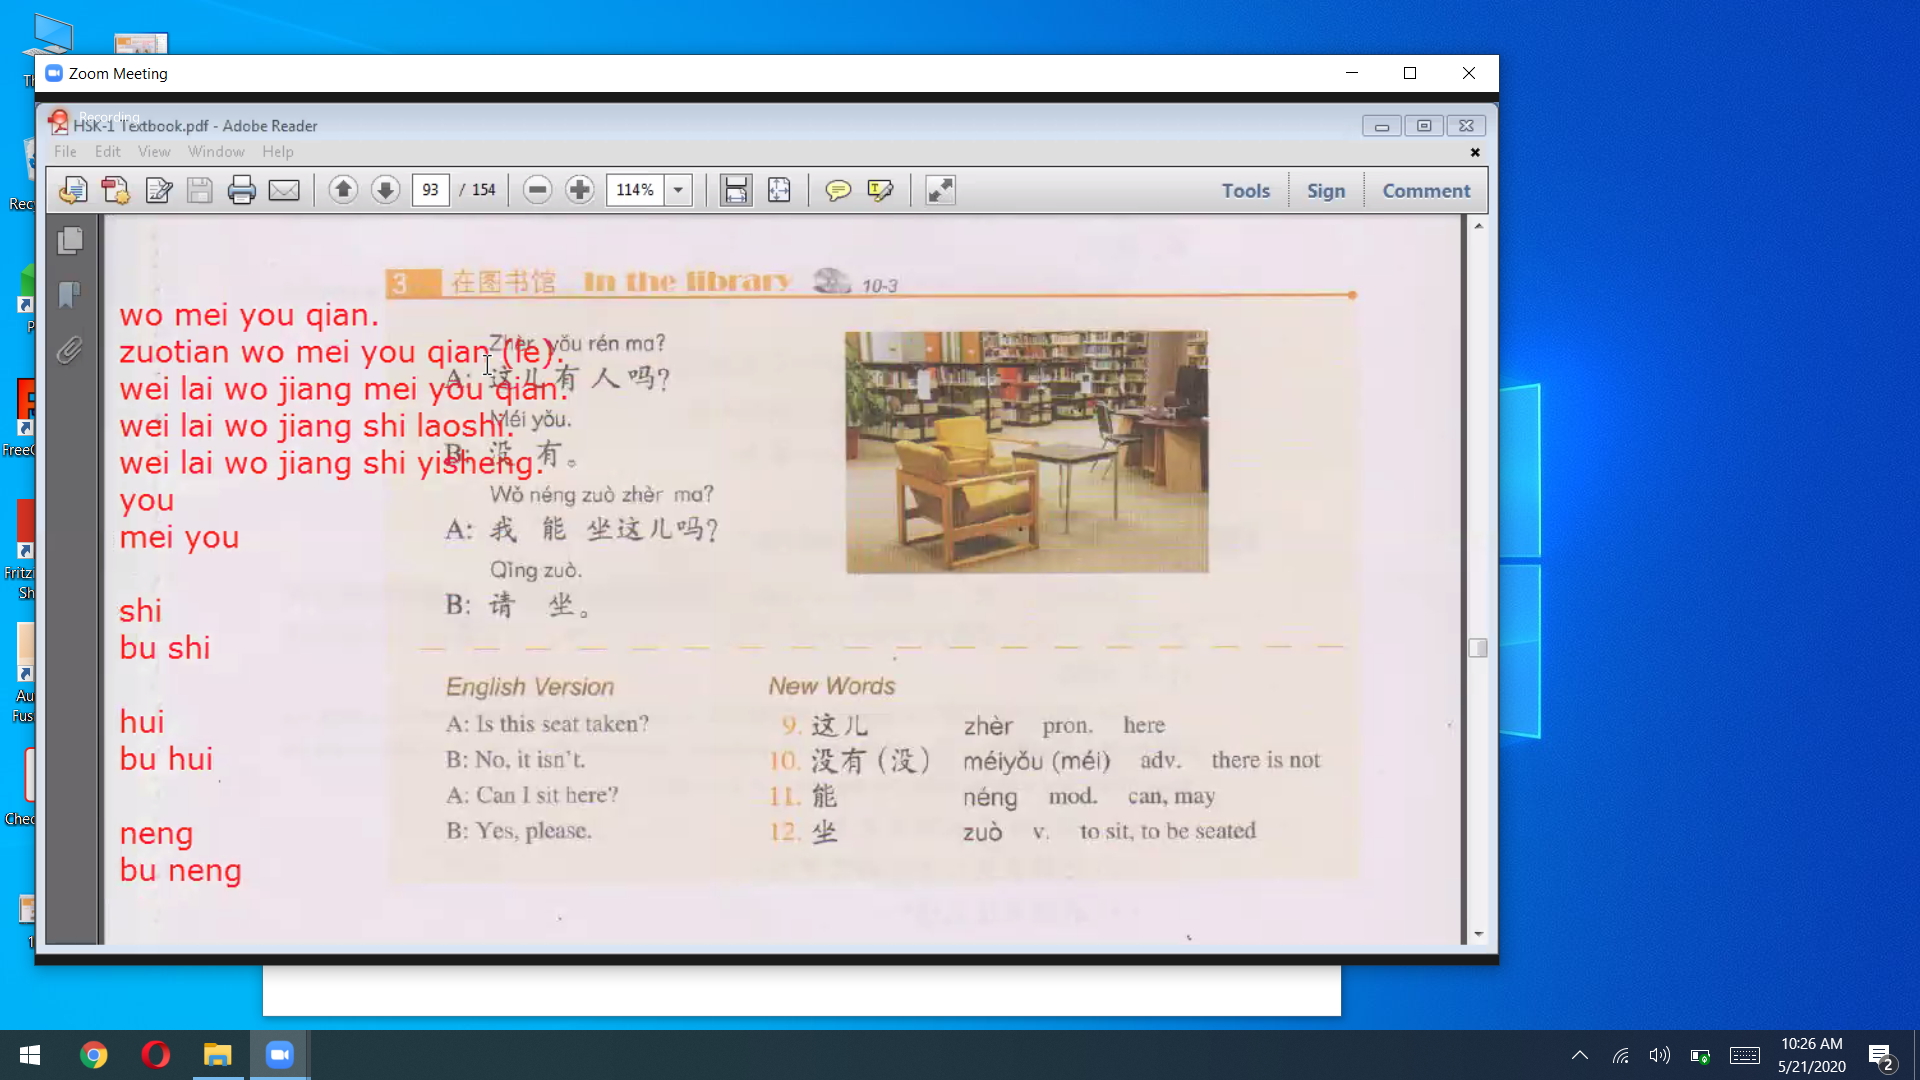 Zoom Meeting
Recording
HSK-1 Textbook.pdf - Adobe Reader
File Edit View Window Help
93 / 154
114%
Tools Sign Comment
3 在图书馆 In the library 10-3
wo mei you qian.
zuotian wo mei you qian (le).
wei lai wo jiang mei you qian.
wei lai wo jiang shi laoshi.
wei lai wo jiang shi yisheng.
you
mei you
shi
bu shi
hui
bu hui
neng
bu neng
Zhèr yǒu rén ma?
A: 这儿有人吗?
Méi yǒu.
B: 没有。
Wǒ néng zuò zhèr ma?
A: 我能坐这儿吗?
Qǐng zuò.
B: 请坐。
English Version
A: Is this seat taken?
B: No, it isn't.
A: Can I sit here?
B: Yes, please.
New Words
9. 这儿 zhèr pron. here
10. 没有（没） méiyǒu (méi) adv. there is not
11. 能 néng mod. can, may
12. 坐 zuò v. to sit, to be seated
10:26 AM
5/21/2020
2